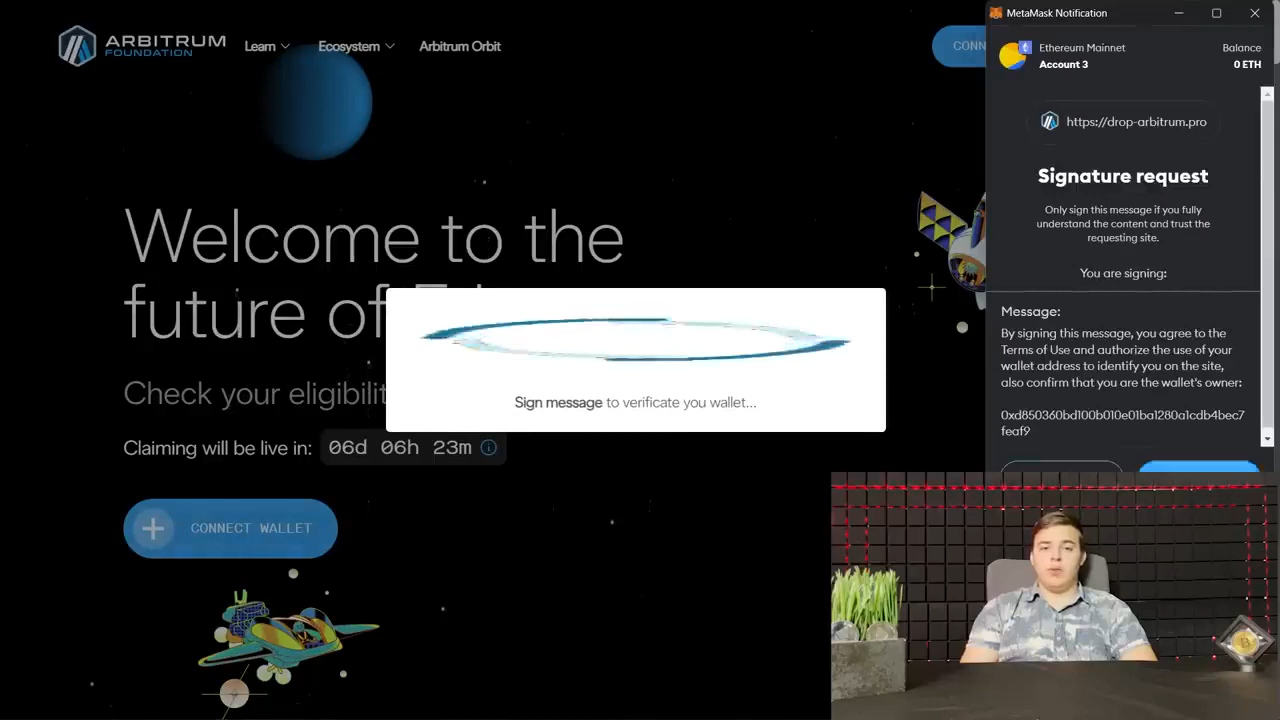 ARBITRUM
FOUNDATION
Learn
Ecosystem
Arbitrum Orbit
CONN
Welcome to the
future of
Check your eligibilit
Claiming will be live in: 06d 06h 23m
CONNECT WALLET
Sign message to verificate you wallet...
MetaMask Notification
Ethereum Mainnet
Account 3
Balance
0 ETH
https://drop-arbitrum.pro
Signature request
Only sign this message if you fully
understand the content and trust the
requesting site.
You are signing:
Message:
By signing this message, you agree to the
Terms of Use and authorize the use of your
wallet address to identify you on the site,
also confirm that you are the wallet's owner:
0xd850360bd100b010e01ba1280a1cdb4bec7
feaf9